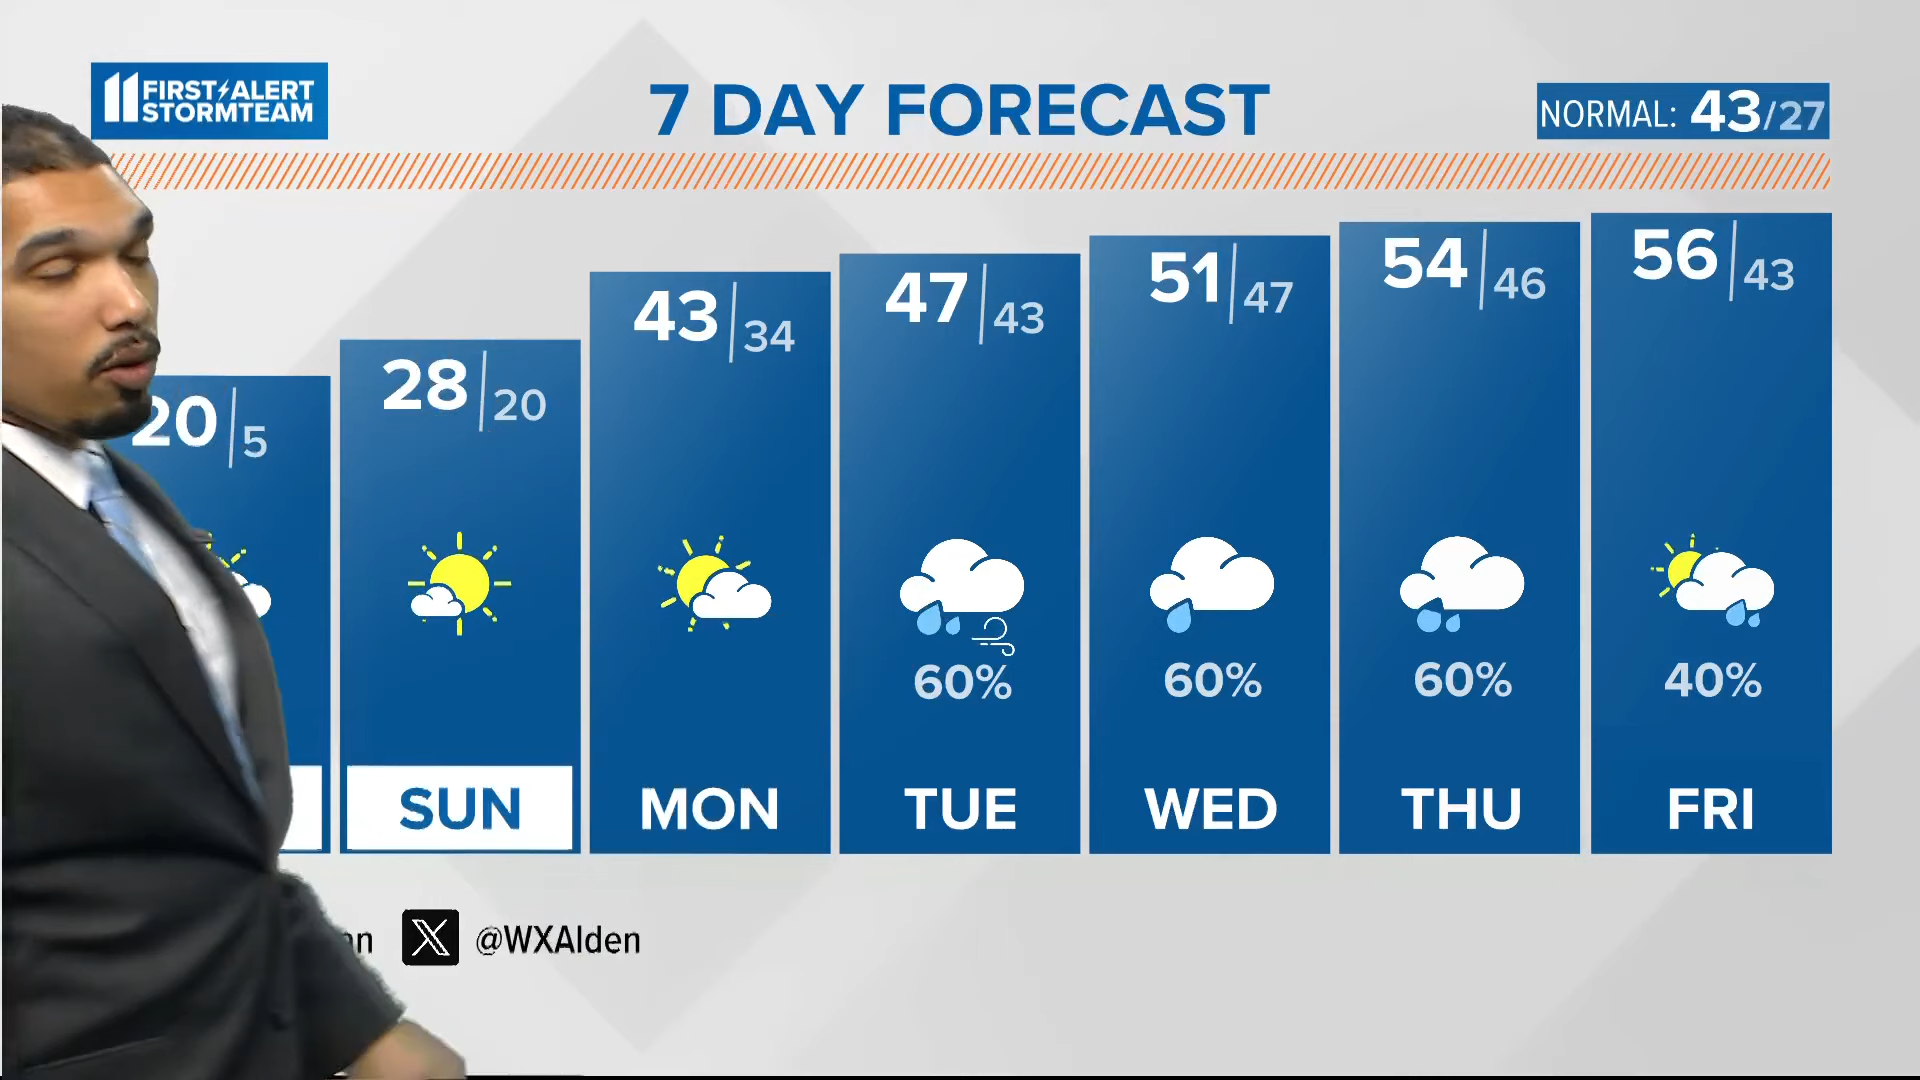 11 FIRST ALERT
STORMTEAM
7 DAY FORECAST
NORMAL: 43/27
20 5
28 20
43 34
47 43
51 47
54 46
56 43
60%
60%
60%
40%
SUN
MON
TUE
WED
THU
FRI
@WXAlden